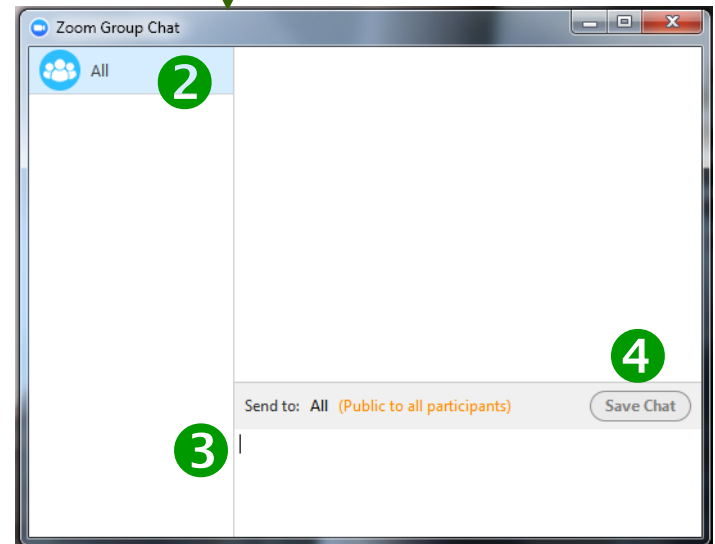 Zoom Group Chat
All
2
4
Send to: All (Public to all participants) Save Chat
3